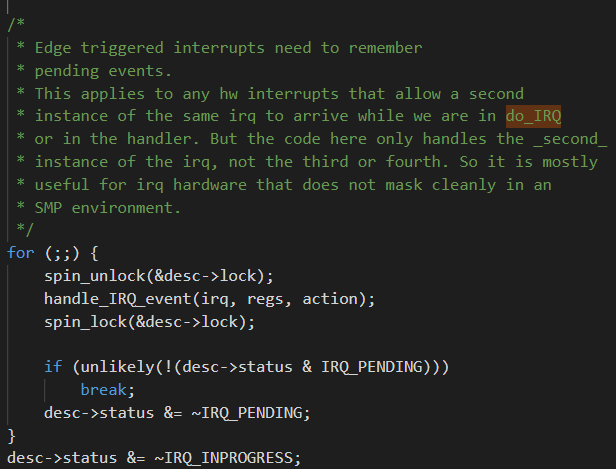 /*
 * Edge triggered interrupts need to remember
 * pending events.
 * This applies to any hw interrupts that allow a second
 * instance of the same irq to arrive while we are in do_IRQ
 * or in the handler. But the code here only handles the _second_
 * instance of the irq, not the third or fourth. So it is mostly
 * useful for irq hardware that does not mask cleanly in an
 * SMP environment.
 */
for (;;) {
    spin_unlock(&desc->lock);
    handle_IRQ_event(irq, regs, action);
    spin_lock(&desc->lock);

    if (unlikely(!(desc->status & IRQ_PENDING)))
        break;
    desc->status &= ~IRQ_PENDING;
}
desc->status &= ~IRQ_INPROGRESS;